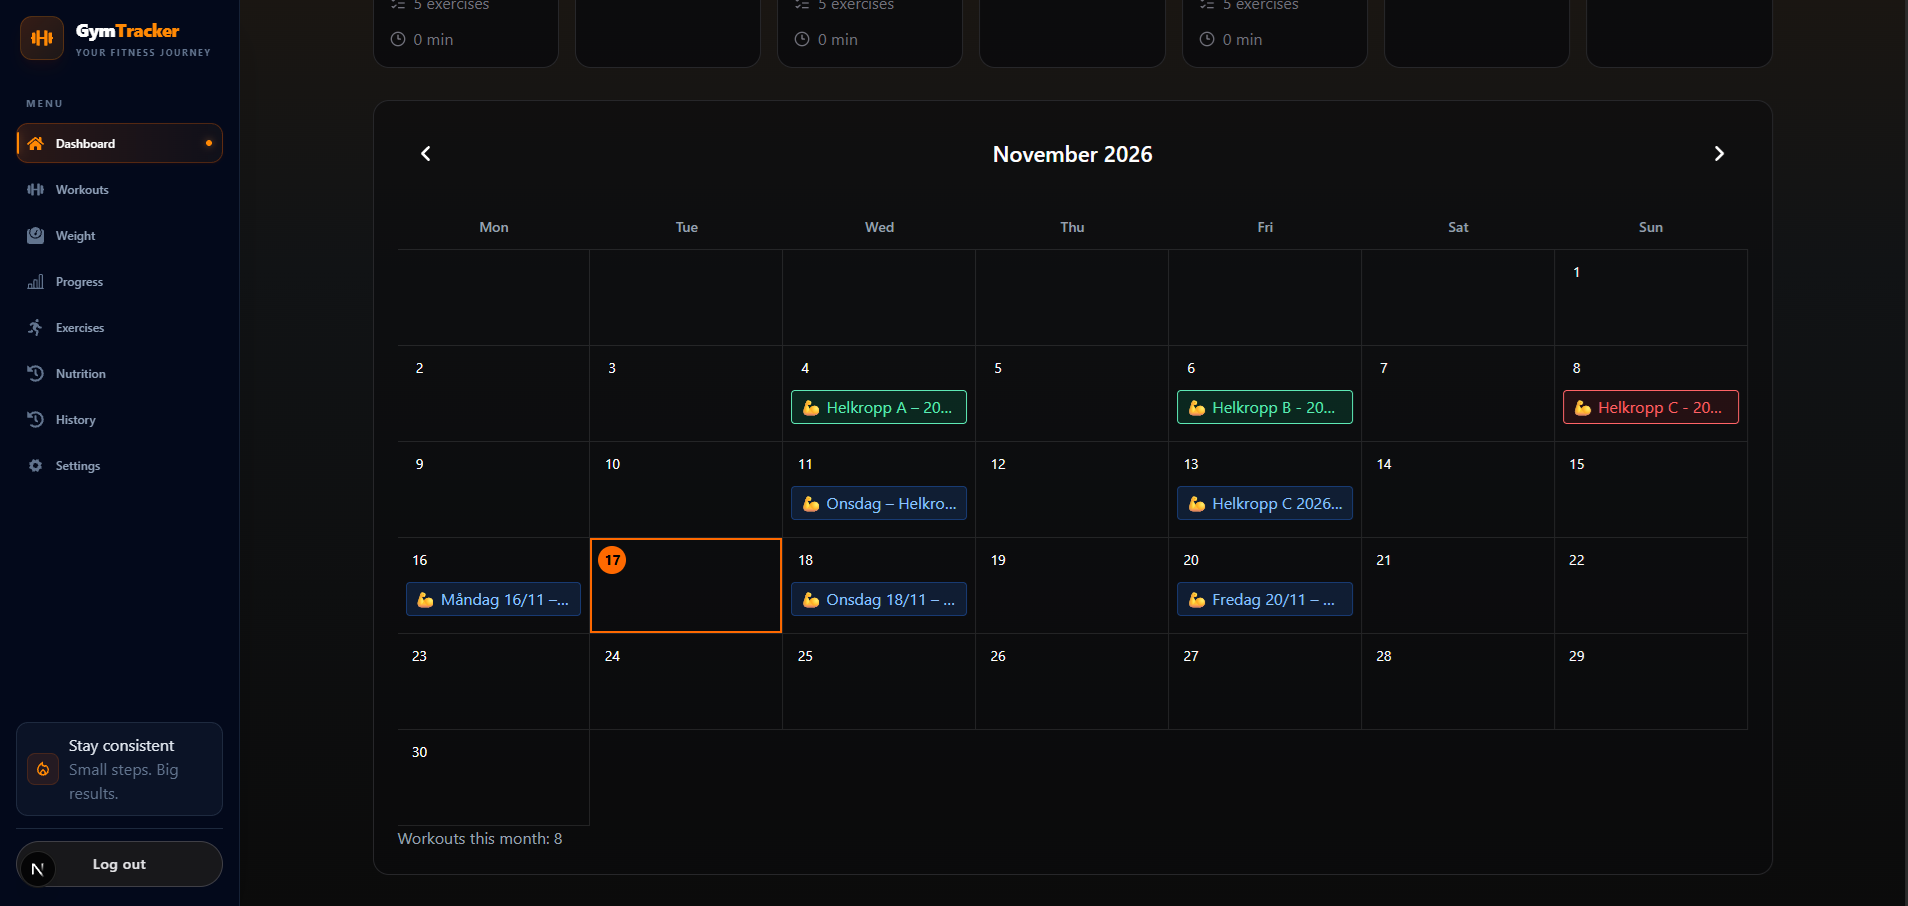 GymTracker
YOUR FITNESS JOURNEY
MENU
Dashboard
Workouts
Weight
Progress
Exercises
Nutrition
History
Settings
Stay consistent
Small steps. Big
results.
N
Log out
5 exercises
0 min
5 exercises
0 min
5 exercises
0 min
November 2026
Mon Tue Wed Thu Fri Sat Sun
1
2 3 4 5 6 7 8
Helkropp A – 20... Helkropp B - 20... Helkropp C - 20...
9 10 11 12 13 14 15
Onsdag – Helkro... Helkropp C 2026...
16 17 18 19 20 21 22
Måndag 16/11 –... Onsdag 18/11 – ... Fredag 20/11 – ...
23 24 25 26 27 28 29
30
Workouts this month: 8